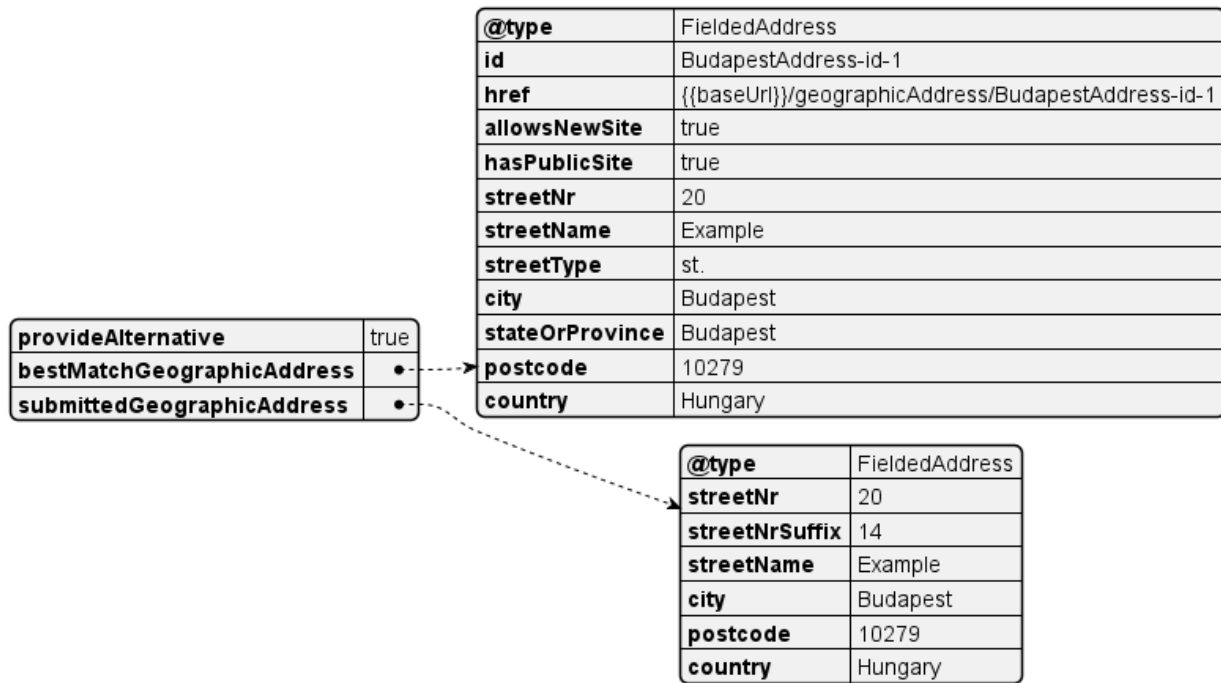 @type FieldedAddress
id BudapestAddress-id-1
href {{baseUrl}}/geographicAddress/BudapestAddress-id-1
allowsNewSite true
hasPublicSite true
streetNr 20
streetName Example
streetType st.
city Budapest
stateOrProvince Budapest
postcode 10279
country Hungary
provideAlternative true
bestMatchGeographicAddress
submittedGeographicAddress
@type FieldedAddress
streetNr 20
streetNrSuffix 14
streetName Example
city Budapest
postcode 10279
country Hungary